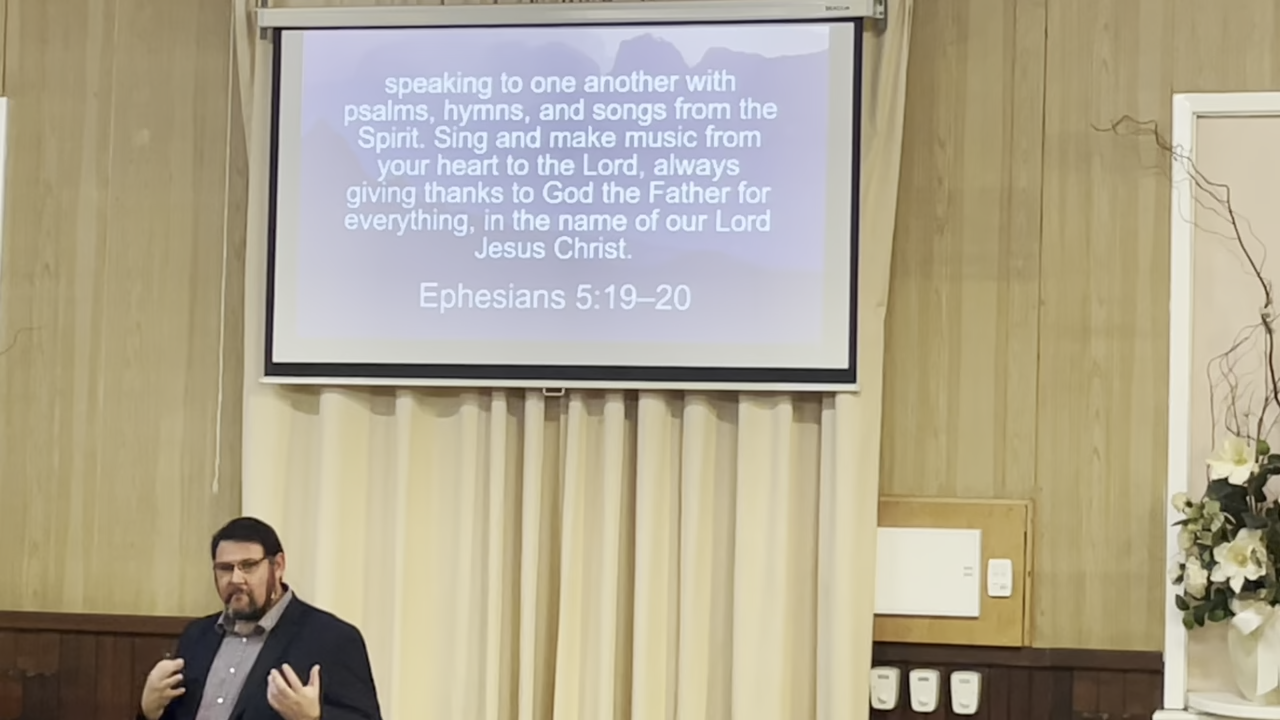 speaking to one another with
psalms, hymns, and songs from the
Spirit. Sing and make music from
your heart to the Lord, always
giving thanks to God the Father for
everything, in the name of our Lord
Jesus Christ.
Ephesians 5:19–20